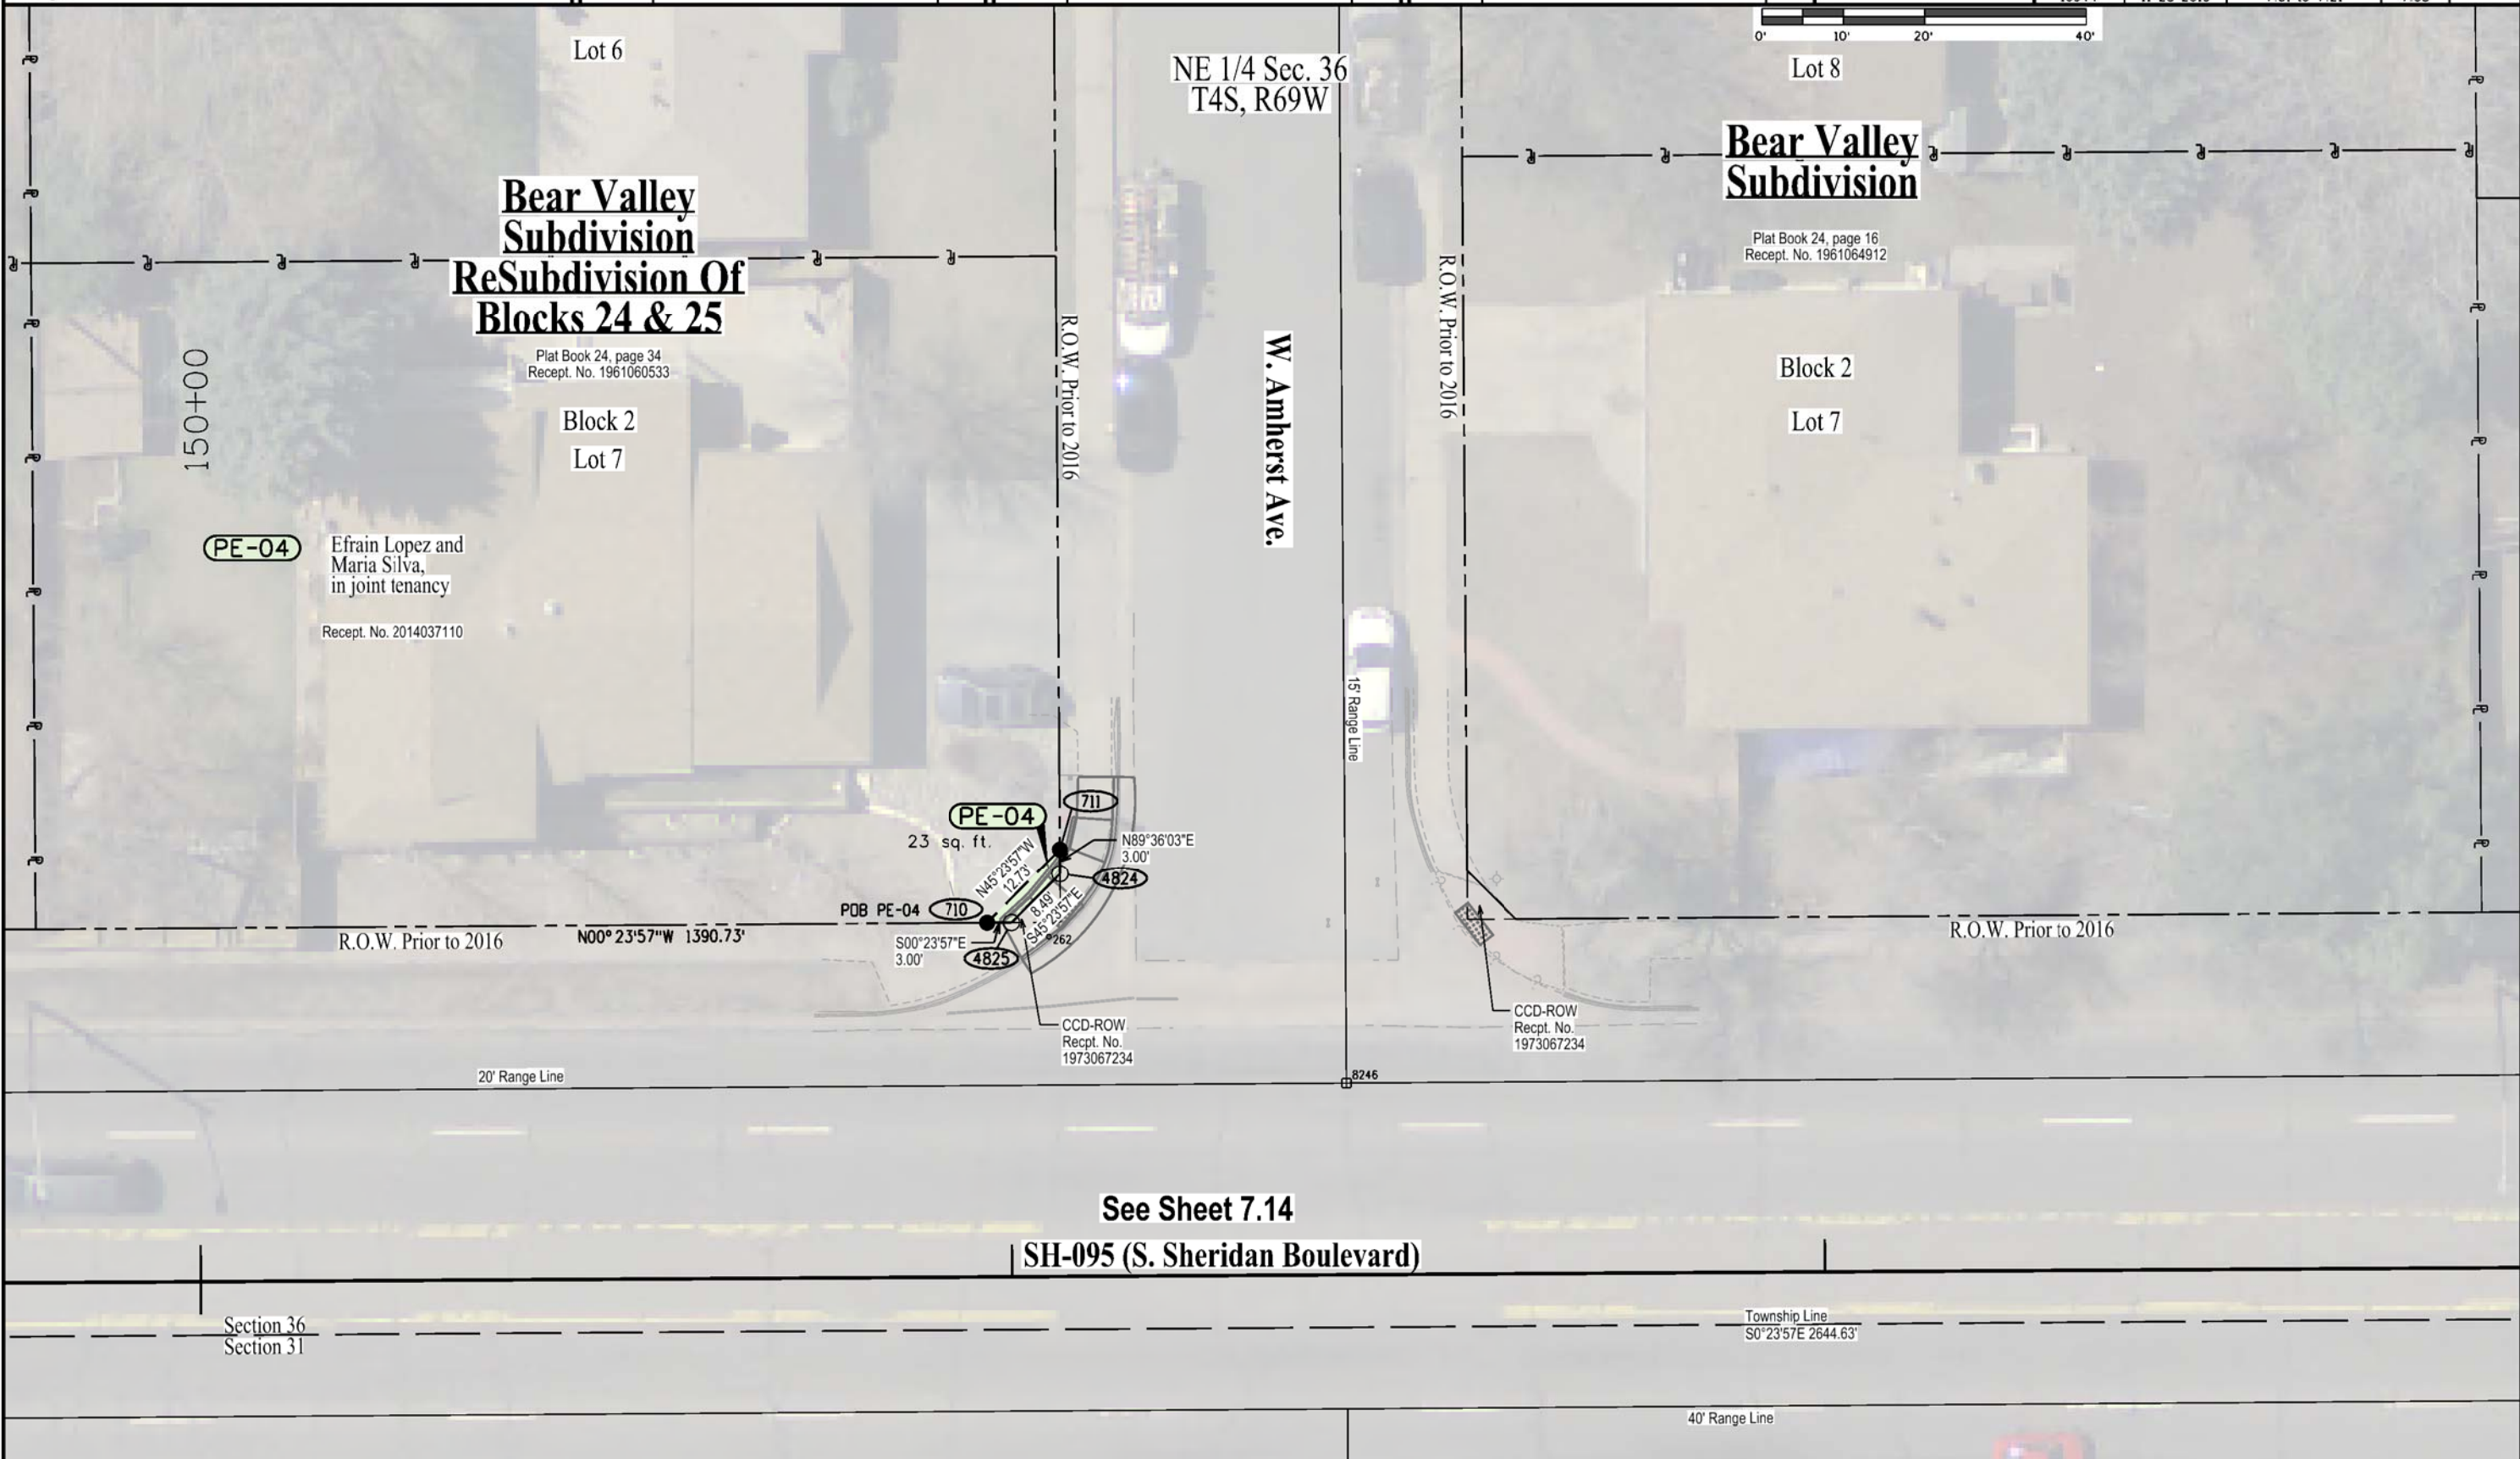 0' 10' 20' 40'
Lot 6
NE 1/4 Sec. 36
T4S, R69W
Lot 8
Bear Valley
Subdivision
ReSubdivision Of
Blocks 24 & 25
Plat Book 24, page 34
Recept. No. 1961060533
Block 2
Lot 7
Bear Valley
Subdivision
Plat Book 24, page 16
Recept. No. 1961064912
Block 2
Lot 7
150+00
R.O.W. Prior to 2016
W. Amherst Ave.
R.O.W. Prior to 2016
15' Range Line
PE-04
Efrain Lopez and
Maria Silva,
in joint tenancy
Recept. No. 2014037110
PE-04
23 sq. ft.
711
N89°36'03"E
3.00'
4824
N45°23'57"W
12.73'
8.49'
S45°23'57"E
262
POB PE-04
710
S00°23'57"E
3.00'
4825
R.O.W. Prior to 2016
N00°23'57"W 1390.73'
R.O.W. Prior to 2016
CCD-ROW
Recpt. No.
1973067234
CCD-ROW
Recpt. No.
1973067234
20' Range Line
8246
See Sheet 7.14
SH-095 (S. Sheridan Boulevard)
Section 36
Section 31
Township Line
S0°23'57E 2644.63'
40' Range Line